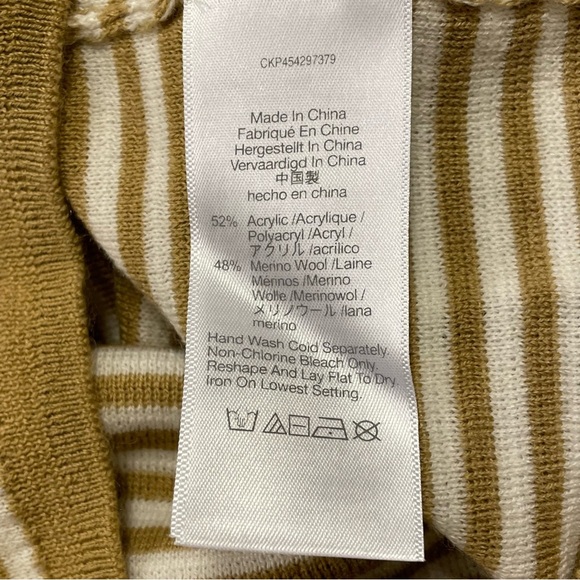 CKP454297379
Made In China
Fabriqué En Chine
Hergestellt In China
Vervaardigd In China
中国製
hecho en china
52% Acrylic /Acrylique /
Polyacryl /Acryl /
アクリル /acrílico
48% Merino Wool /Laine
Mérinos /Merino
Wolle /Merinowol /
メリノウール /lana
merino
Hand Wash Cold Separately.
Non-Chlorine Bleach Only.
Reshape And Lay Flat To Dry.
Iron On Lowest Setting.